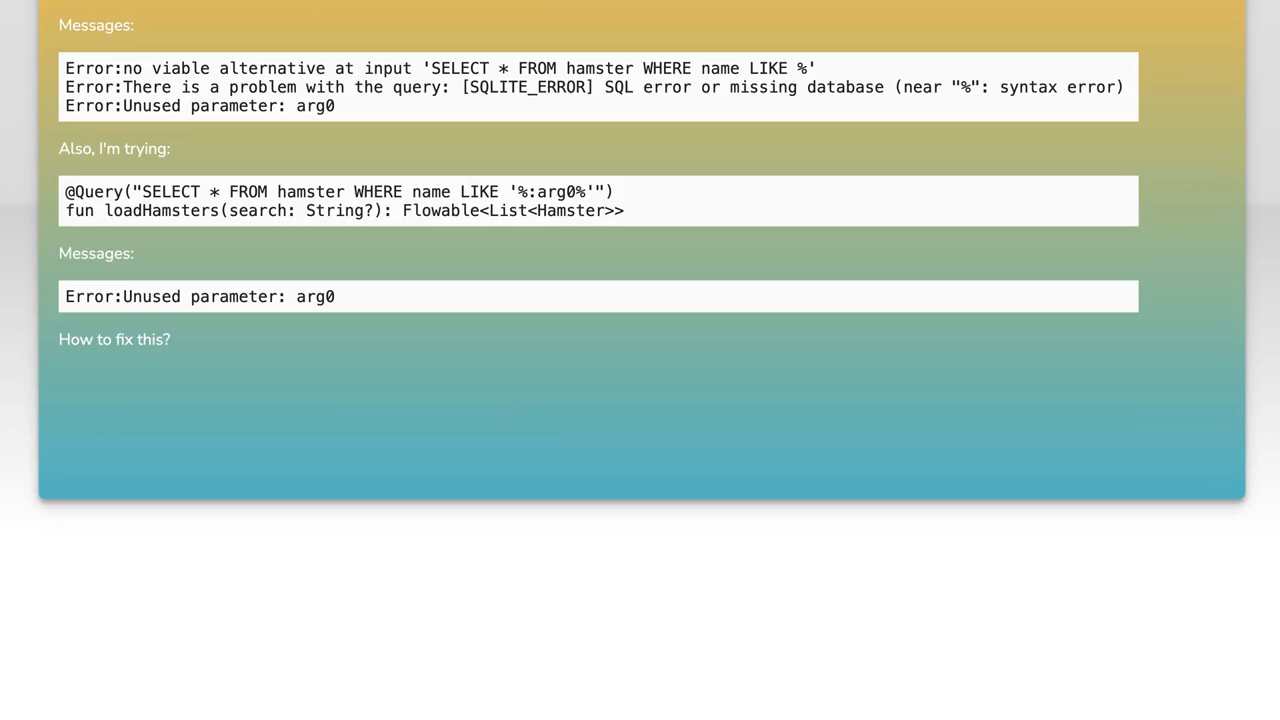 Messages:
Error:no viable alternative at input 'SELECT * FROM hamster WHERE name LIKE %'
Error:There is a problem with the query: [SQLITE_ERROR] SQL error or missing database (near "%": syntax error)
Error:Unused parameter: arg0
Also, I'm trying:
@Query("SELECT * FROM hamster WHERE name LIKE '%:arg0%'")
fun loadHamsters(search: String?): Flowable<List<Hamster>>
Messages:
Error:Unused parameter: arg0
How to fix this?